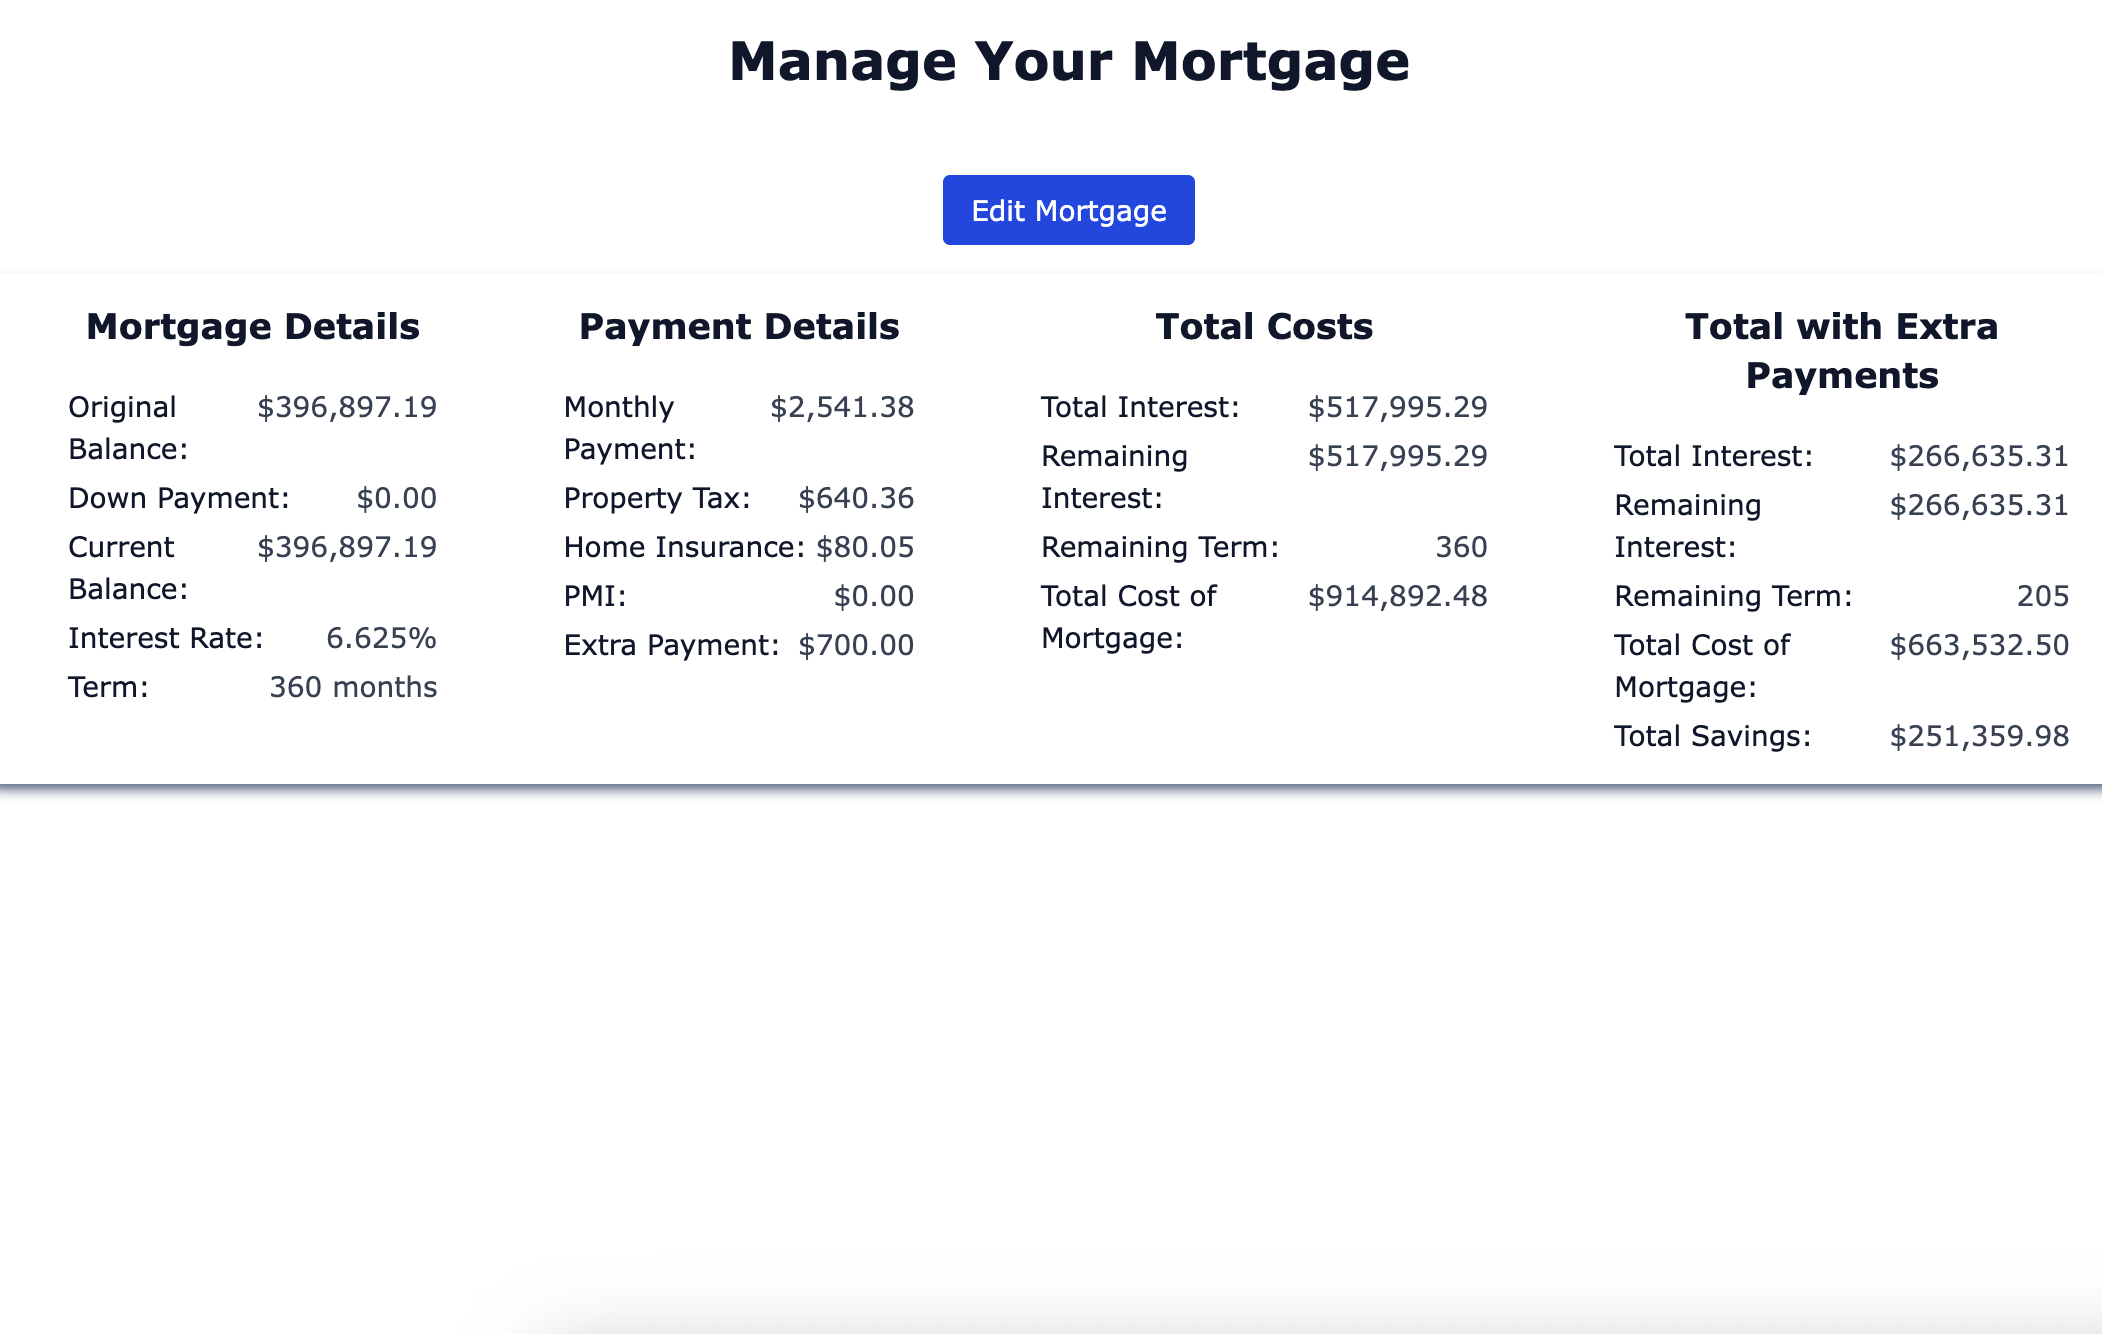 Manage Your Mortgage
Edit Mortgage
Mortgage Details
Original Balance: $396,897.19
Down Payment: $0.00
Current Balance: $396,897.19
Interest Rate: 6.625%
Term: 360 months
Payment Details
Monthly Payment: $2,541.38
Property Tax: $640.36
Home Insurance: $80.05
PMI: $0.00
Extra Payment: $700.00
Total Costs
Total Interest: $517,995.29
Remaining Interest: $517,995.29
Remaining Term: 360
Total Cost of Mortgage: $914,892.48
Total with Extra Payments
Total Interest: $266,635.31
Remaining Interest: $266,635.31
Remaining Term: 205
Total Cost of Mortgage: $663,532.50
Total Savings: $251,359.98